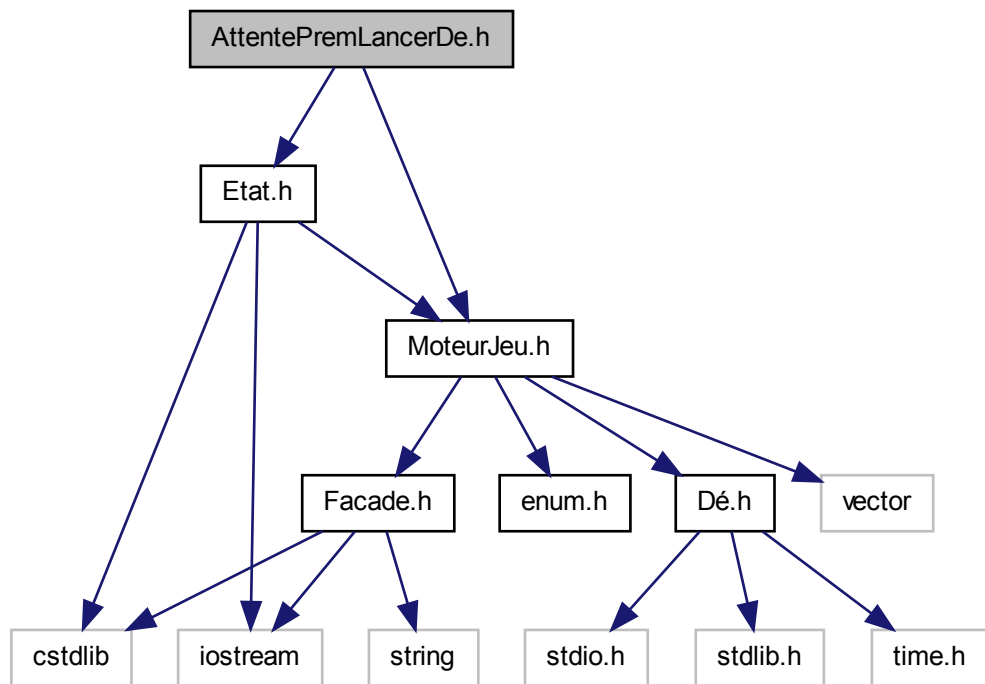 AttentePremLancerDe.h
Etat.h
MoteurJeu.h
Facade.h
enum.h
Dé.h
vector
cstdlib
iostream
string
stdio.h
stdlib.h
time.h